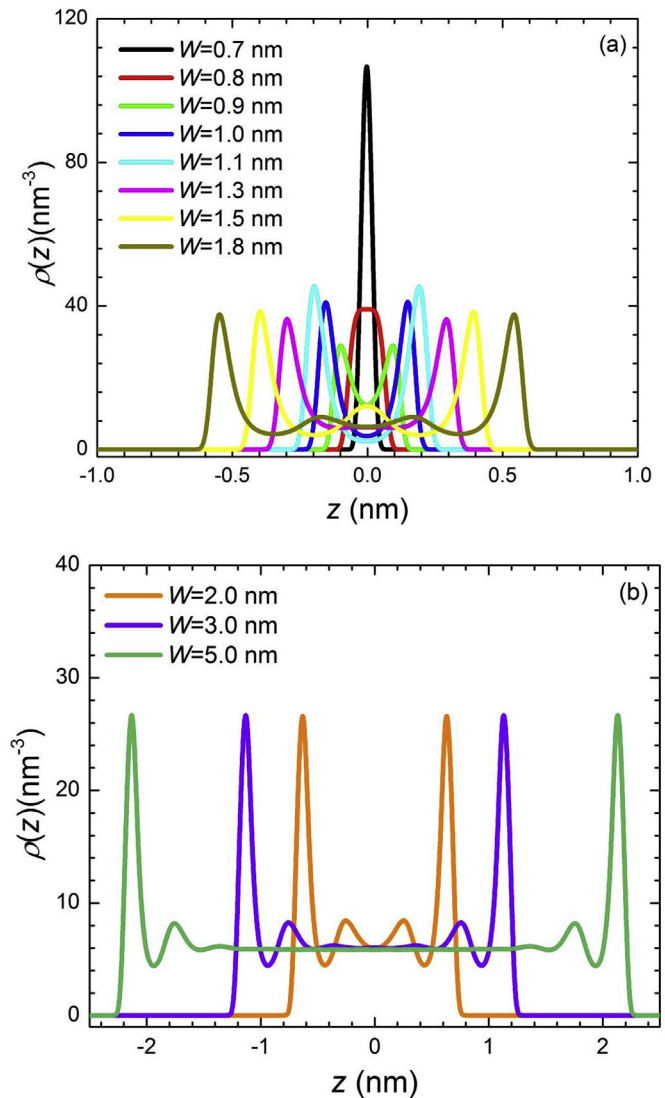 120
(a)
W=0.7 nm
W=0.8 nm
W=0.9 nm
W=1.0 nm
W=1.1 nm
W=1.3 nm
W=1.5 nm
W=1.8 nm
80
40
0
ρ(z)(nm⁻³)
-1.0 -0.5 0.0 0.5 1.0
z (nm)
40
(b)
W=2.0 nm
W=3.0 nm
W=5.0 nm
30
20
10
0
ρ(z)(nm⁻³)
-2 -1 0 1 2
z (nm)